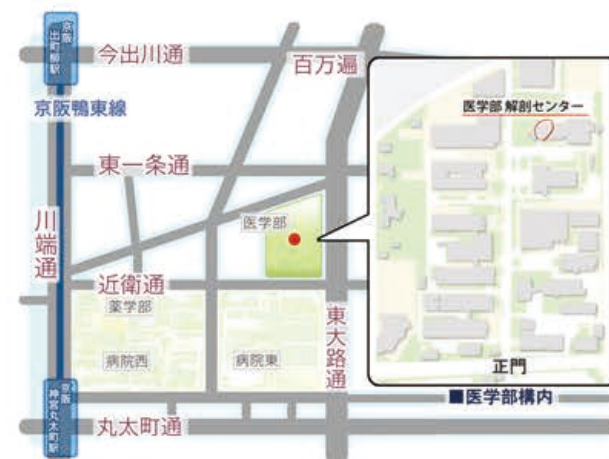 京阪
出町柳駅
今出川通
百万遍
京阪鴨東線
医学部 解剖センター
東一条通
川端通
医学部
近衛通
薬学部
東大路通
病院西
病院東
正門
京阪
神宮丸太町駅
■医学部構内
丸太町通